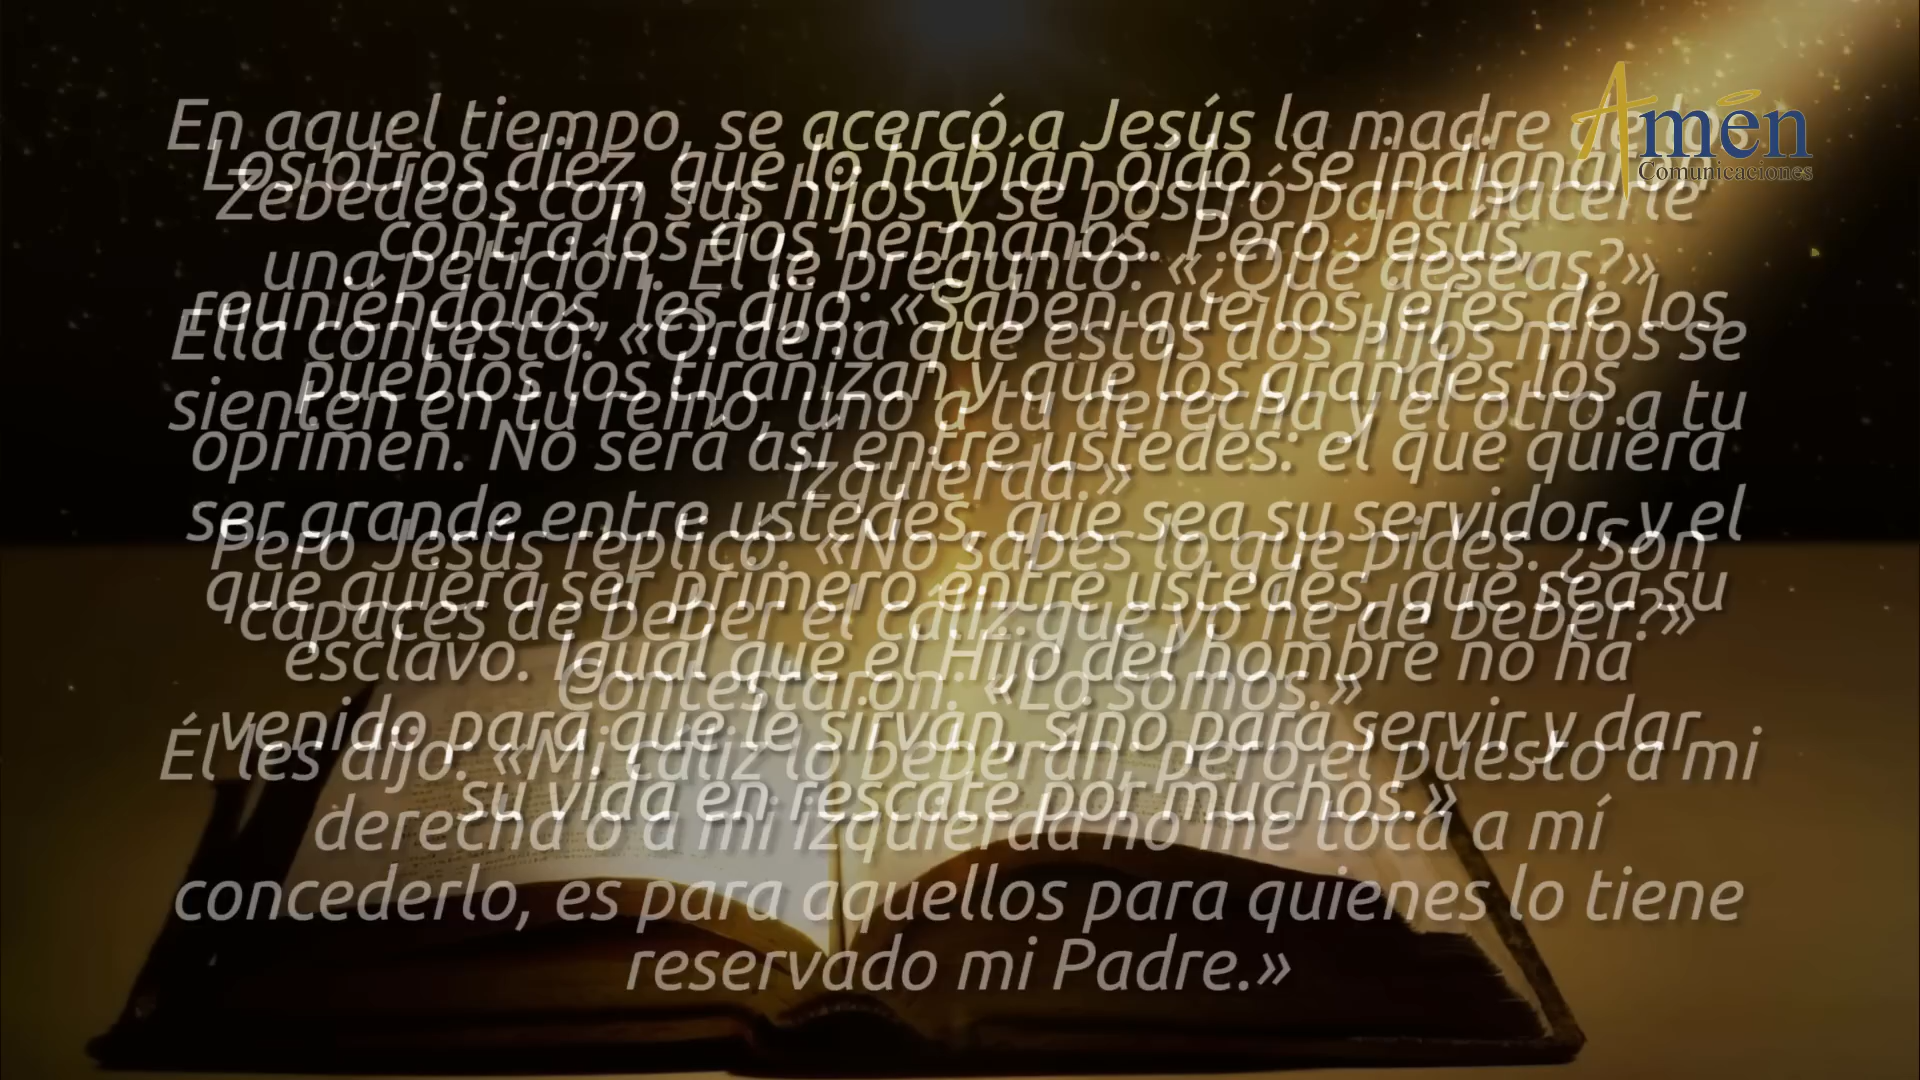 En aquel tiempo, se acercó a Jesús la madre de los
Zebedeos con sus hijos y se postró para hacerle
una petición. Él le preguntó: «¿Qué deseas?»
Ella contestó: «Ordena que estos dos hijos míos se
sienten en tu reino, uno a tu derecha y el otro a tu
izquierda.»
Pero Jesús replicó: «No sabes lo que pides. ¿Son
capaces de beber el cáliz que yo he de beber?»
Contestaron: «Lo somos.»
Él les dijo: «Mi cáliz lo beberán, pero el puesto a mi
derecha o a mi izquierda no me toca a mí
concederlo, es para aquellos para quienes lo tiene
reservado mi Padre.»
Los otros diez, que lo habían oído, se indignaron
contra los dos hermanos. Pero Jesús,
reuniéndolos, les dijo: «Saben que los jefes de los
pueblos los tiranizan y que los grandes los
oprimen. No será así entre ustedes: el que quiera
ser grande entre ustedes, que sea su servidor, y el
que quiera ser primero entre ustedes, que sea su
esclavo. Igual que el Hijo del hombre no ha
venido para que le sirvan, sino para servir y dar
su vida en rescate por muchos.»
Amén
Comunicaciones